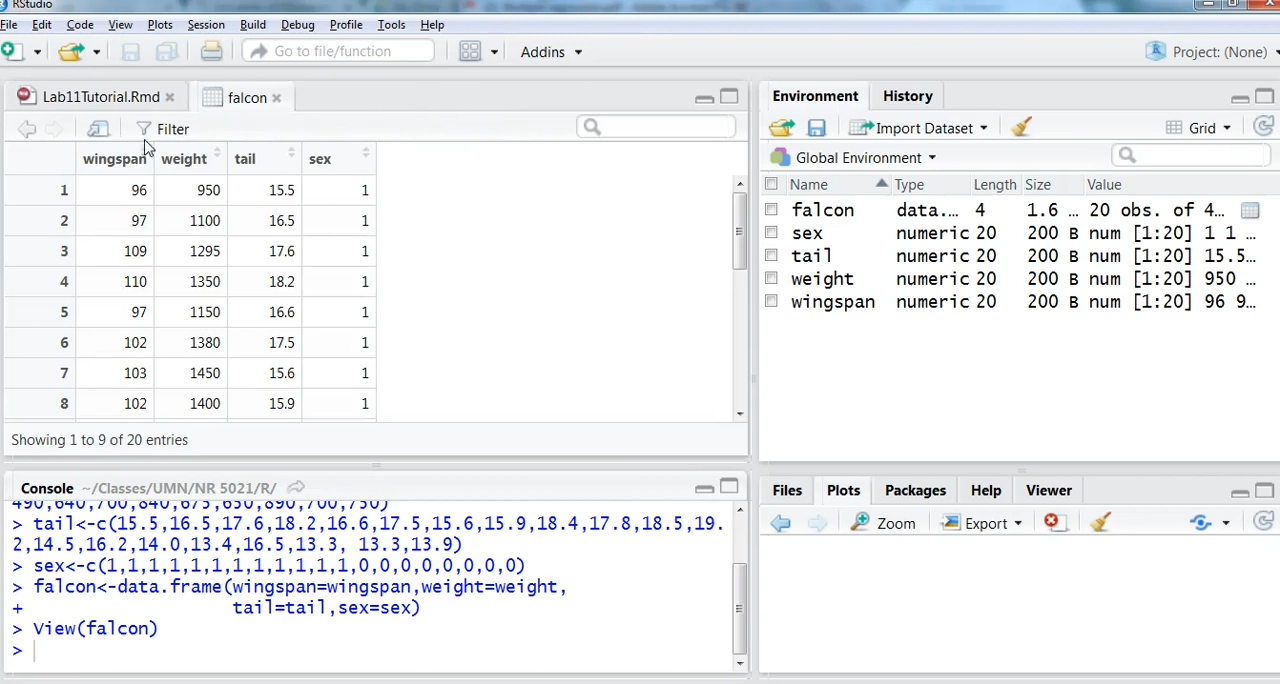 RStudio
File Edit Code View Plots Session Build Debug Profile Tools Help
Go to file/function Addins Project: (None)
Lab11Tutorial.Rmd falcon
Filter
wingspan weight tail sex
1 96 950 15.5 1
2 97 1100 16.5 1
3 109 1295 17.6 1
4 110 1350 18.2 1
5 97 1150 16.6 1
6 102 1380 17.5 1
7 103 1450 15.6 1
8 102 1400 15.9 1
Showing 1 to 9 of 20 entries
Console ~/Classes/UMN/NR 5021/R/
490,640,700,840,675,650,890,700,750)
> tail<-c(15.5,16.5,17.6,18.2,16.6,17.5,15.6,15.9,18.4,17.8,18.5,19.
2,14.5,16.2,14.0,13.4,16.5,13.3, 13.3,13.9)
> sex<-c(1,1,1,1,1,1,1,1,1,1,1,1,0,0,0,0,0,0,0,0)
> falcon<-data.frame(wingspan=wingspan,weight=weight,
+ tail=tail,sex=sex)
> View(falcon)
>
Environment History
Import Dataset Grid
Global Environment
Name Type Length Size Value
falcon data.… 4 1.6 … 20 obs. of 4…
sex numeric 20 200 B num [1:20] 1 1 …
tail numeric 20 200 B num [1:20] 15.5…
weight numeric 20 200 B num [1:20] 950 …
wingspan numeric 20 200 B num [1:20] 96 9…
Files Plots Packages Help Viewer
Zoom Export